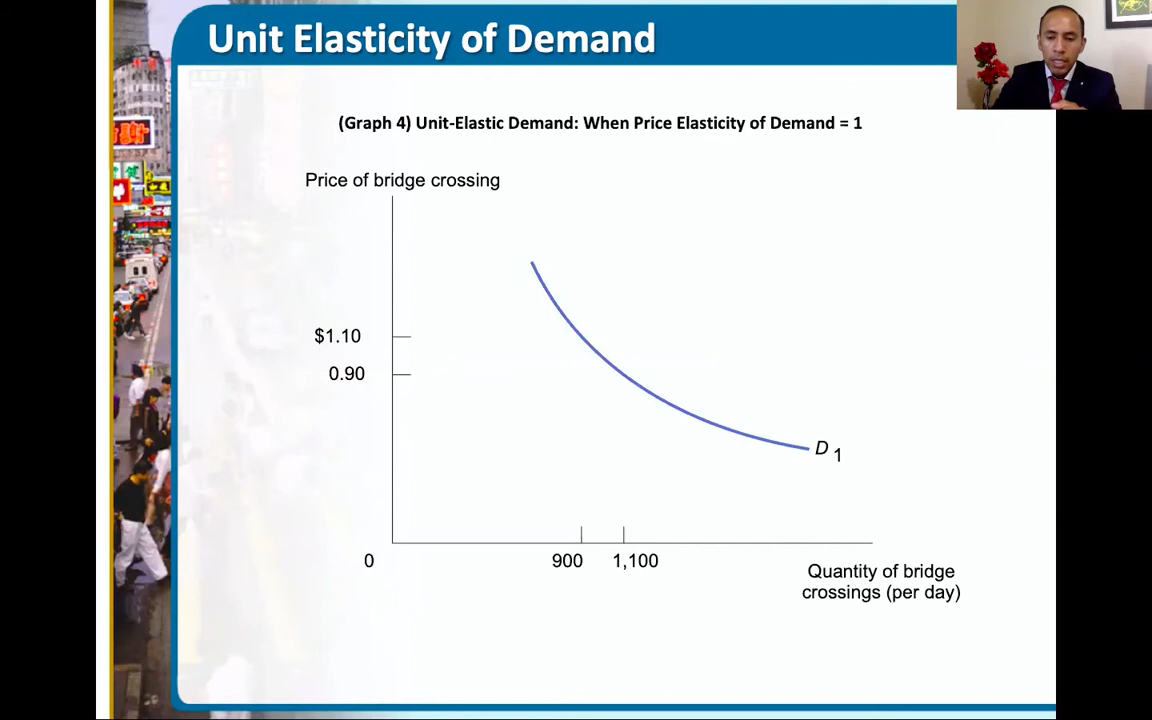 Unit Elasticity of Demand
(Graph 4) Unit-Elastic Demand: When Price Elasticity of Demand = 1
Price of bridge crossing
$1.10
0.90
D 1
0
900
1,100
Quantity of bridge
crossings (per day)